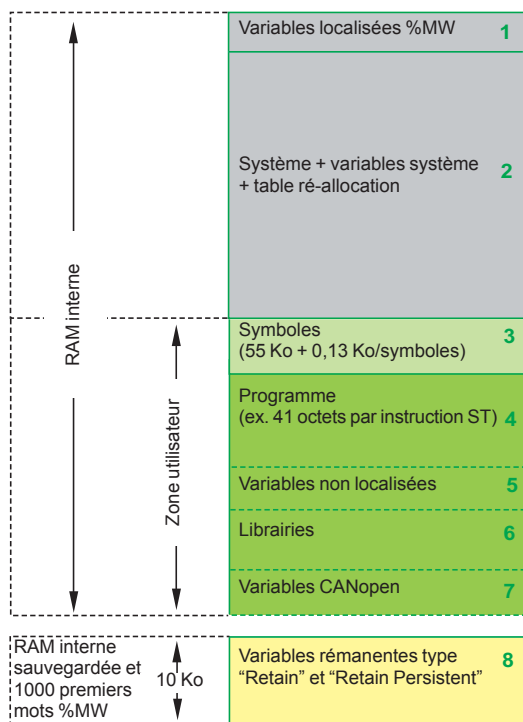 Variables localisées %MW 1
Système + variables système
+ table ré-allocation 2
RAM interne
Symboles 3
(55 Ko + 0,13 Ko/symboles)
Zone utilisateur
Programme
(ex. 41 octets par instruction ST) 4
Variables non localisées 5
Librairies 6
Variables CANopen 7
RAM interne
sauvegardée et
1000 premiers
mots %MW
10 Ko
Variables rémanentes type 8
“Retain” et “Retain Persistent”